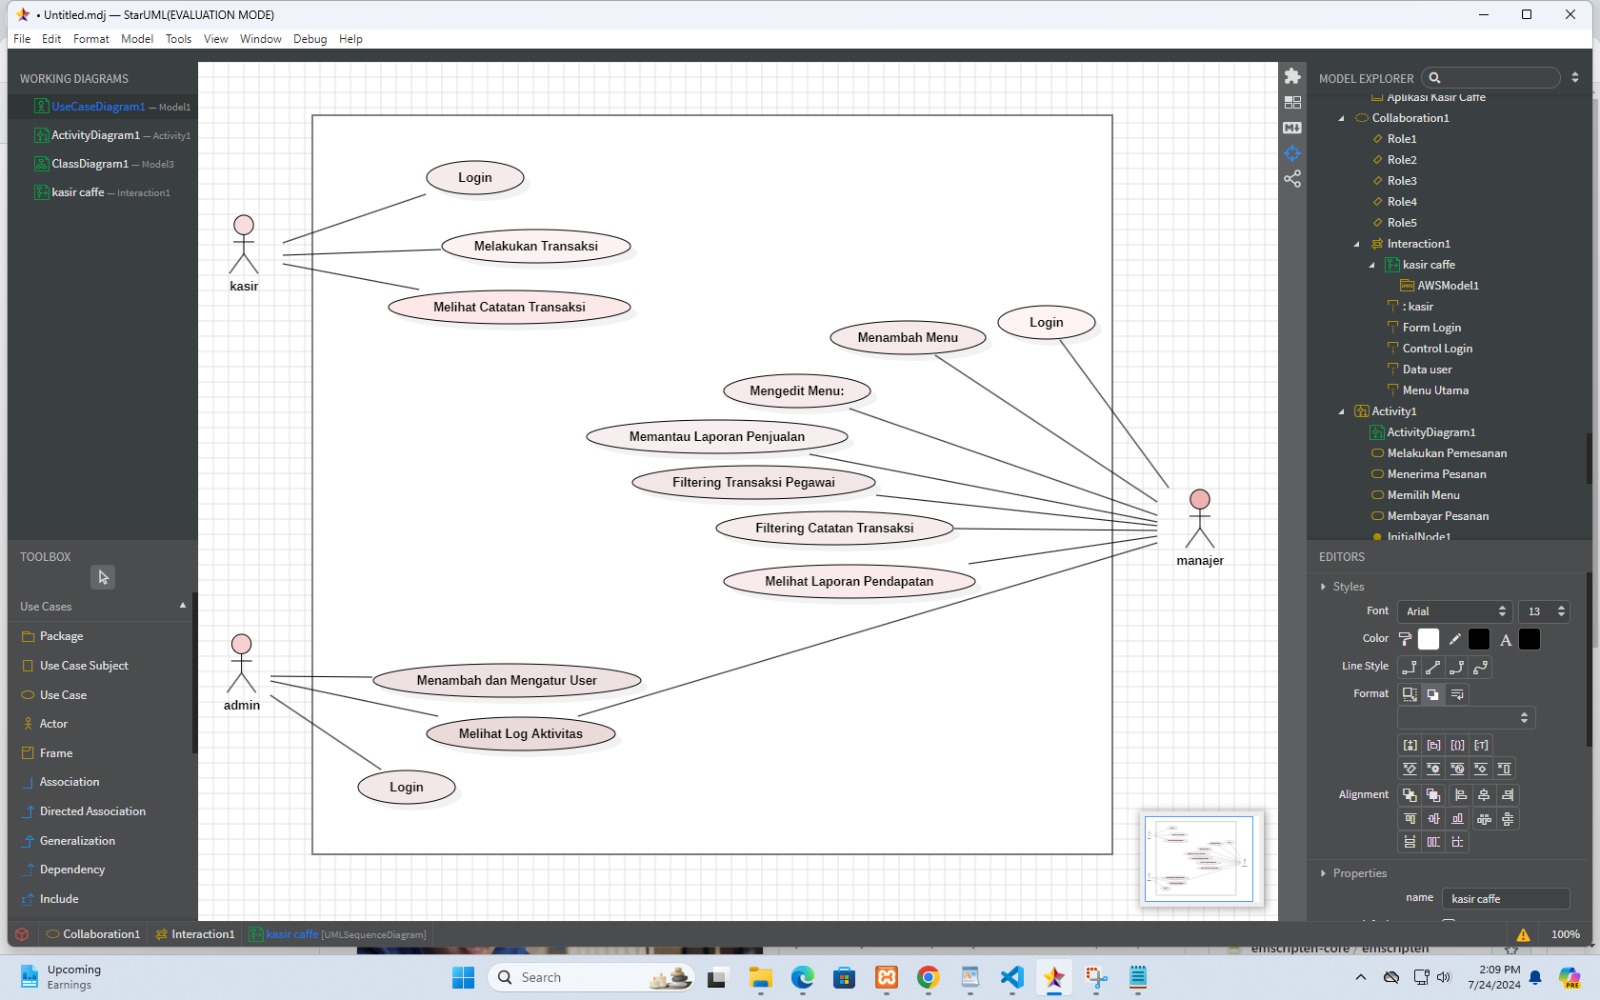 • Untitled.mdj — StarUML(EVALUATION MODE)
File Edit Format Model Tools View Window Debug Help
WORKING DIAGRAMS
UseCaseDiagram1 — Model1
ActivityDiagram1 — Activity1
ClassDiagram1 — Model3
kasir caffe — Interaction1
TOOLBOX
Use Cases
Package
Use Case Subject
Use Case
Actor
Frame
Association
Directed Association
Generalization
Dependency
Include
Login
Melakukan Transaksi
kasir
Melihat Catatan Transaksi
Login
Menambah Menu
Mengedit Menu:
Memantau Laporan Penjualan
Filtering Transaksi Pegawai
Filtering Catatan Transaksi
manajer
Melihat Laporan Pendapatan
Menambah dan Mengatur User
admin
Melihat Log Aktivitas
Login
MODEL EXPLORER
Aplikasi Kasir Caffe
Collaboration1
Role1
Role2
Role3
Role4
Role5
Interaction1
kasir caffe
AWSModel1
: kasir
Form Login
Control Login
Data user
Menu Utama
Activity1
ActivityDiagram1
Melakukan Pemesanan
Menerima Pesanan
Memilih Menu
Membayar Pesanan
InitialNode1
EDITORS
Styles
Font Arial 13
Color A
Line Style
Format
Alignment
Properties
name kasir caffe
Collaboration1 Interaction1 kasir caffe [UMLSequenceDiagram] 100%
emscripten-core / emscripten
Upcoming
Earnings
Search
2:09 PM
7/24/2024
PRE